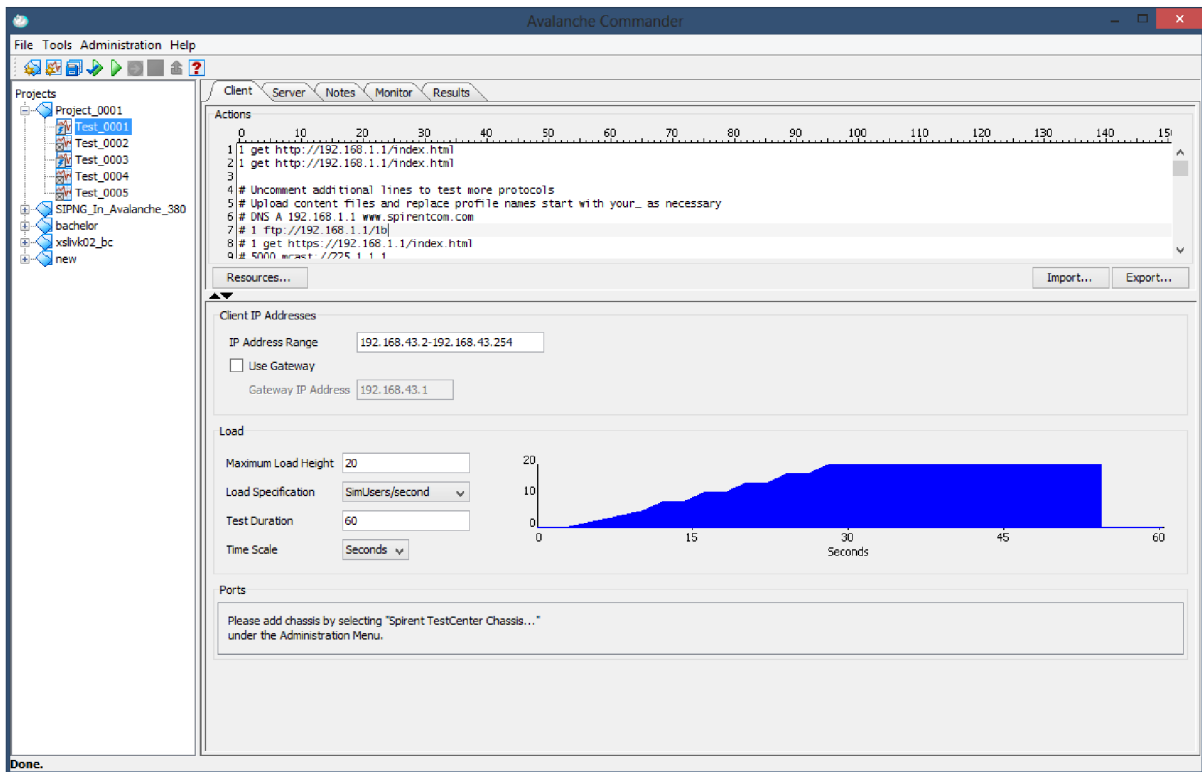 Avalanche Commander
File Tools Administration Help
Projects
Project_0001
Test_0001
Test_0002
Test_0003
Test_0004
Test_0005
SIPNG_In_Avalanche_380
bachelor
xslivk02_bc
new
Client Server Notes Monitor Results
Actions
0 10 20 30 40 50 60 70 80 90 100 110 120 130 140 15
1 1 get http://192.168.1.1/index.html
2 1 get http://192.168.1.1/index.html
3
4 # Uncomment additional lines to test more protocols
5 # Upload content files and replace profile names start with your_ as necessary
6 # DNS A 192.168.1.1 www.spirentcom.com
7 # 1 ftp://192.168.1.1/1b
8 # 1 get https://192.168.1.1/index.html
9 # 5000 mcast://225.1.1.1
Resources... Import... Export...
Client IP Addresses
IP Address Range 192.168.43.2-192.168.43.254
Use Gateway
Gateway IP Address 192.168.43.1
Load
Maximum Load Height 20
Load Specification SimUsers/second
Test Duration 60
Time Scale Seconds
20
10
0
0 15 30 45 60
Seconds
Ports
Please add chassis by selecting "Spirent TestCenter Chassis..."
under the Administration Menu.
Done.